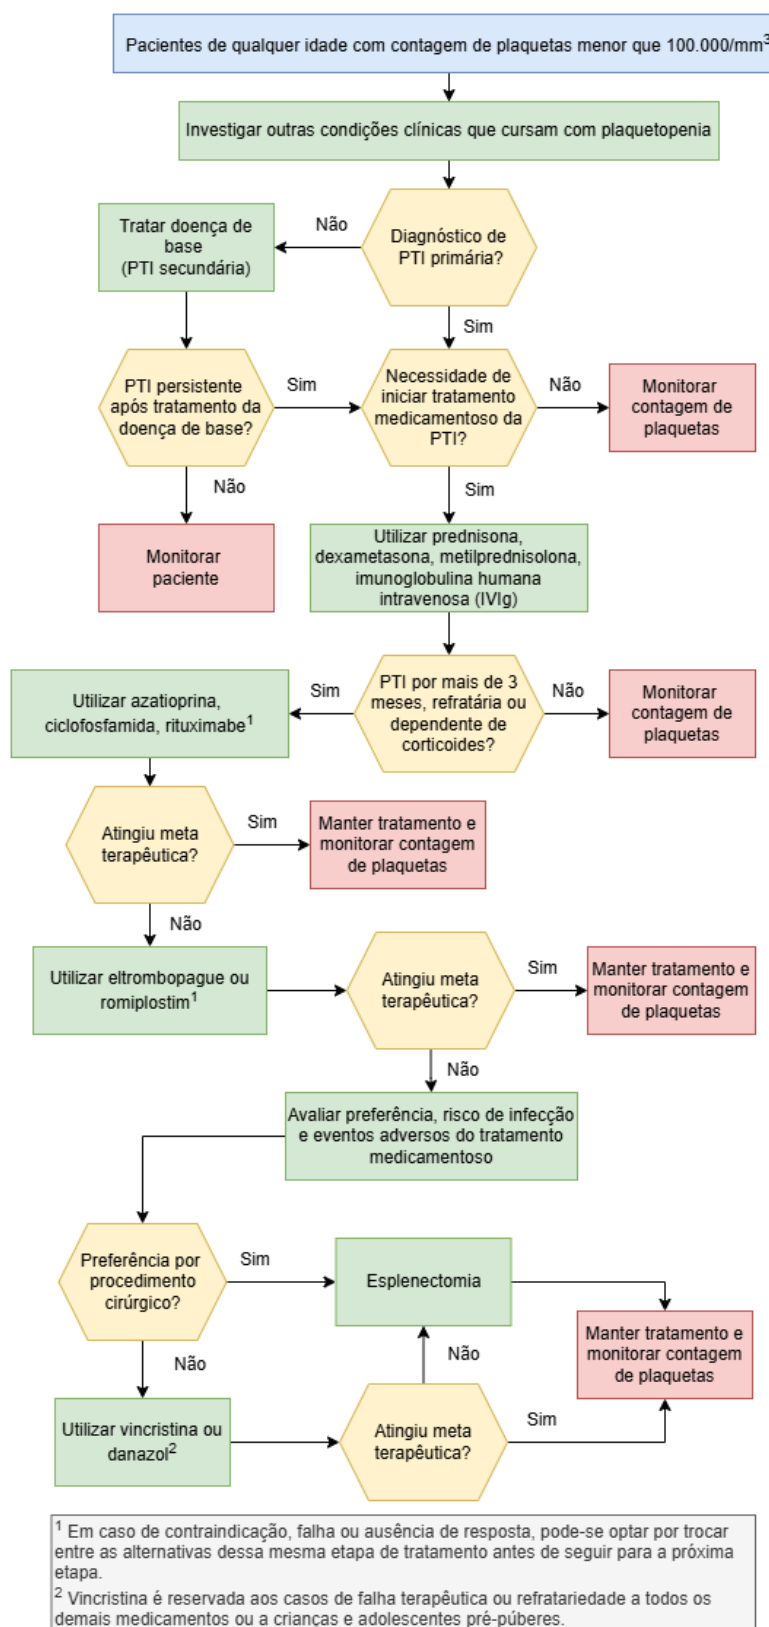 Pacientes de qualquer idade com contagem de plaquetas menor que 100.000/mm³
Investigar outras condições clínicas que cursam com plaquetopenia
Diagnóstico de
PTI primária?
Não
Tratar doença de
base
(PTI secundária)
Sim
PTI persistente
após tratamento da
doença de base?
Sim
Necessidade de
iniciar tratamento
medicamentoso da
PTI?
Não
Monitorar
contagem de
plaquetas
Não
Sim
Monitorar
paciente
Utilizar prednisona,
dexametasona, metilprednisolona,
imunoglobulina humana
intravenosa (IVIg)
Utilizar azatioprina,
ciclofosfamida, rituximabe¹
Sim
PTI por mais de 3
meses, refratária ou
dependente de
corticoides?
Não
Monitorar
contagem de
plaquetas
Atingiu meta
terapêutica?
Sim
Manter tratamento e
monitorar contagem
de plaquetas
Não
Utilizar eltrombopague ou
romiplostim¹
Atingiu meta
terapêutica?
Sim
Manter tratamento e
monitorar contagem
de plaquetas
Não
Avaliar preferência, risco de infecção
e eventos adversos do tratamento
medicamentoso
Preferência por
procedimento
cirúrgico?
Sim
Esplenectomia
Manter tratamento e
monitorar contagem
de plaquetas
Não
Não
Utilizar vincristina ou
danazol²
Atingiu meta
terapêutica?
Sim
¹ Em caso de contraindicação, falha ou ausência de resposta, pode-se optar por trocar
entre as alternativas dessa mesma etapa de tratamento antes de seguir para a próxima
etapa.
² Vincristina é reservada aos casos de falha terapêutica ou refratariedade a todos os
demais medicamentos ou a crianças e adolescentes pré-púberes.